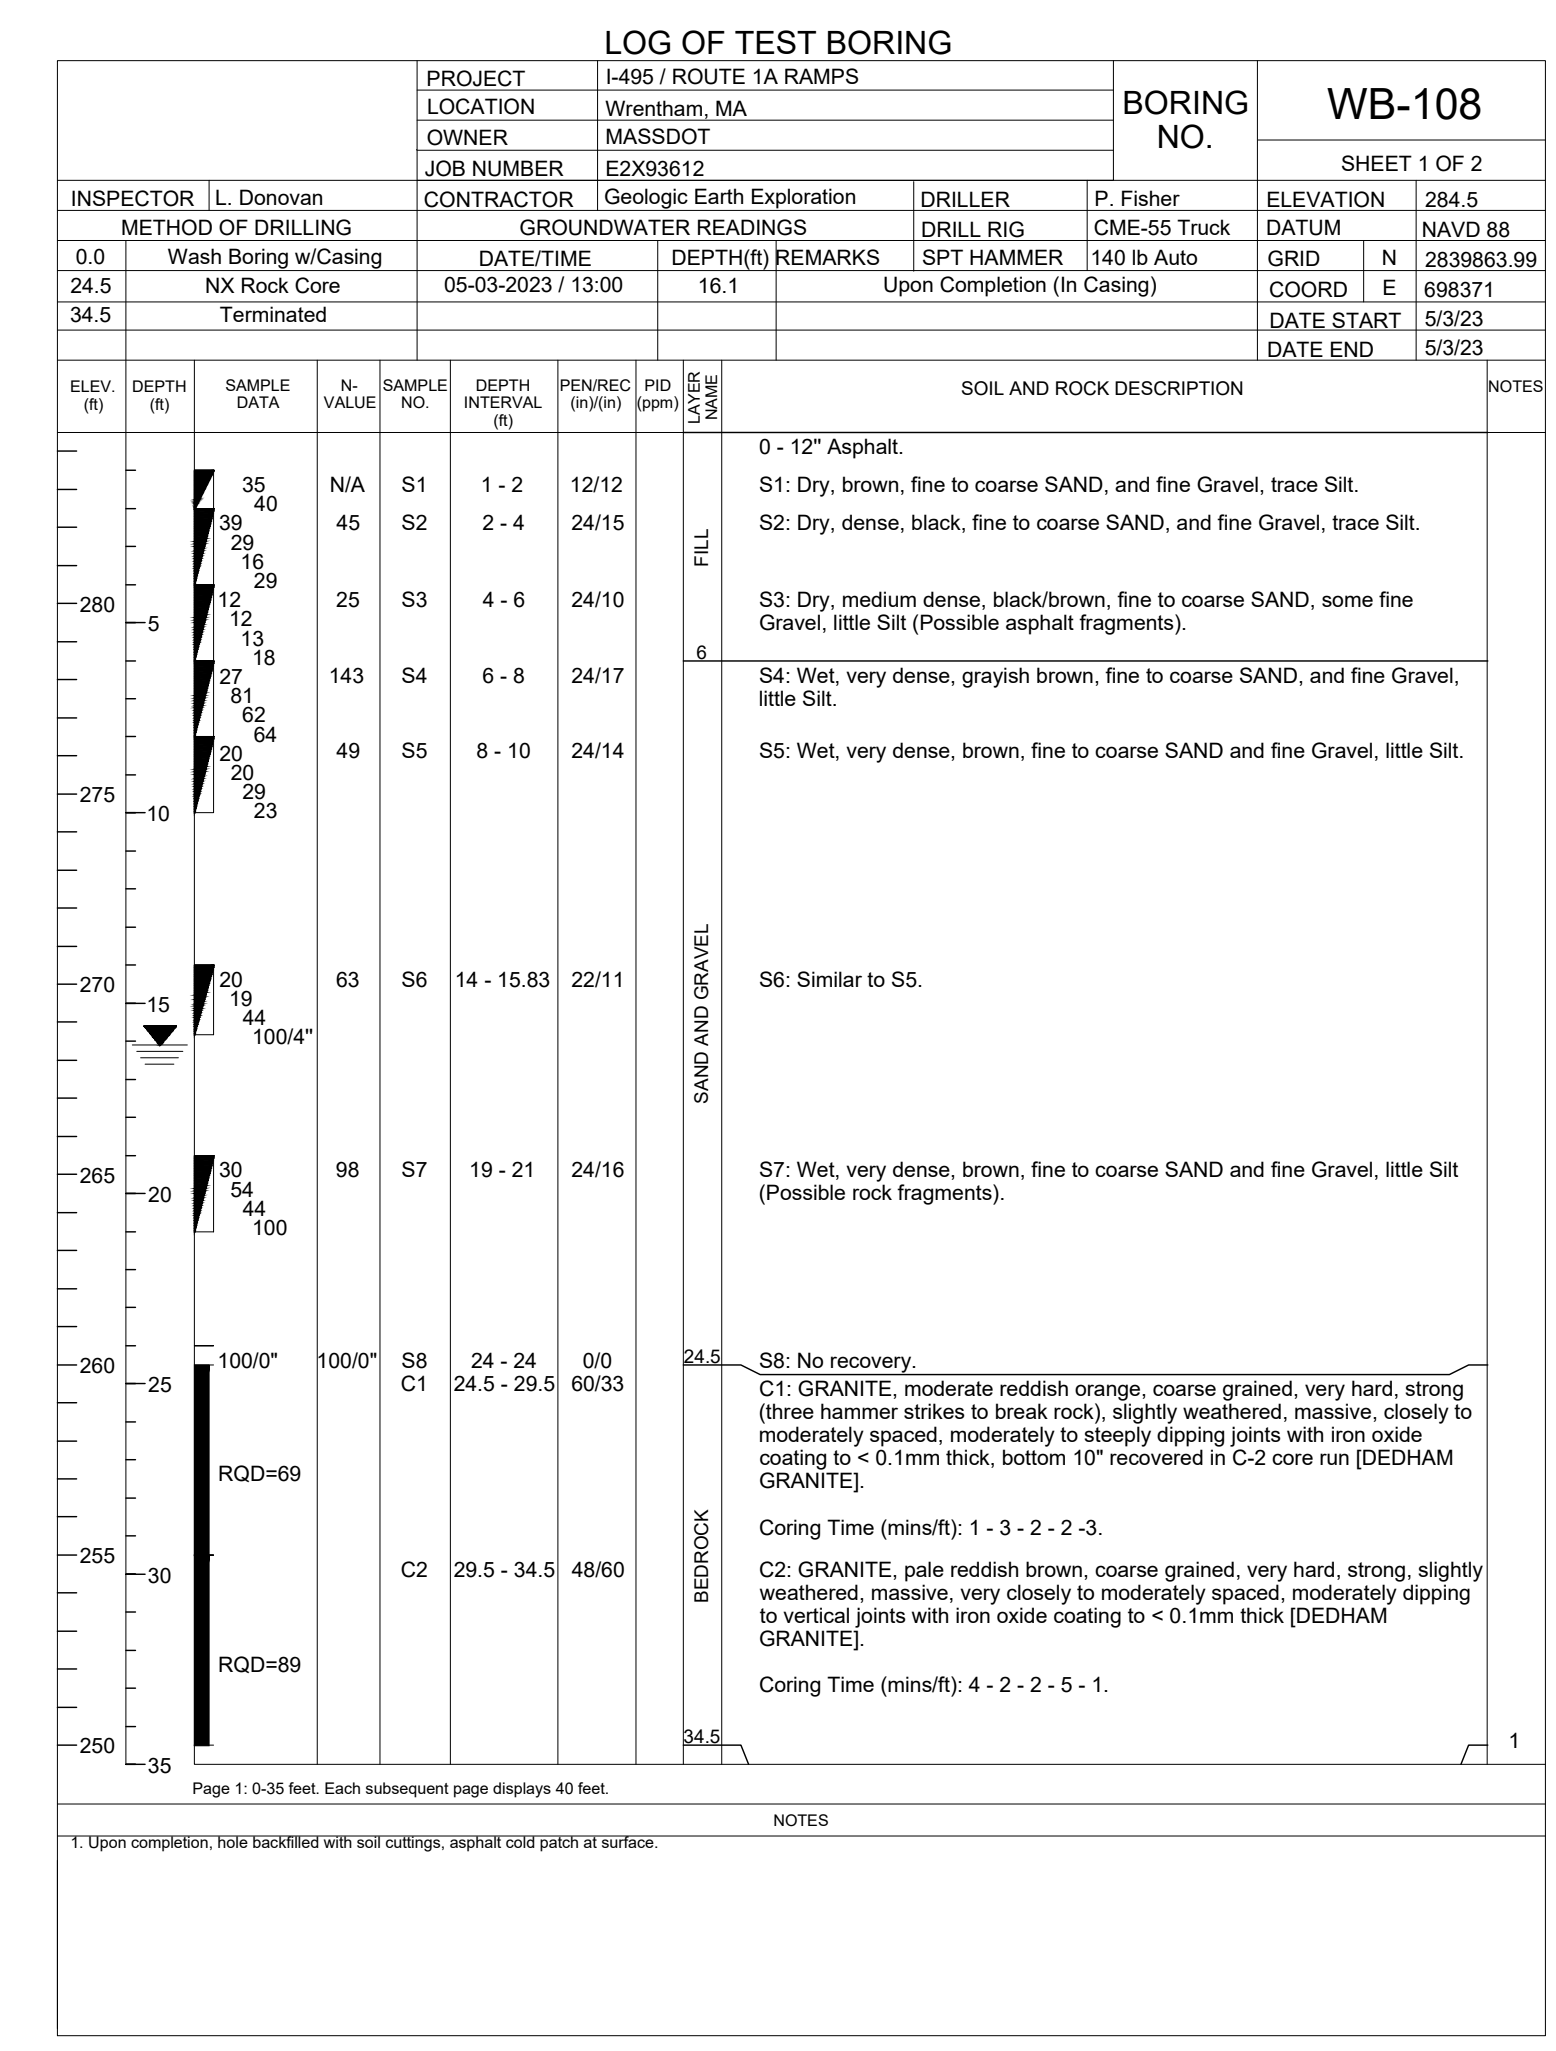 LOG OF TEST BORING
PROJECT I-495 / ROUTE 1A RAMPS
LOCATION Wrentham, MA
OWNER MASSDOT
JOB NUMBER E2X93612
BORING NO.
WB-108
SHEET 1 OF 2
INSPECTOR L. Donovan CONTRACTOR Geologic Earth Exploration DRILLER P. Fisher ELEVATION 284.5
METHOD OF DRILLING GROUNDWATER READINGS DRILL RIG CME-55 Truck DATUM NAVD 88
0.0 Wash Boring w/Casing DATE/TIME DEPTH(ft) REMARKS SPT HAMMER 140 lb Auto GRID N 2839863.99
24.5 NX Rock Core 05-03-2023 / 13:00 16.1 Upon Completion (In Casing) COORD E 698371
34.5 Terminated DATE START 5/3/23
DATE END 5/3/23
ELEV. (ft) DEPTH (ft) SAMPLE DATA N-VALUE SAMPLE NO. DEPTH INTERVAL (ft) PEN/REC (in)/(in) PID (ppm) LAYER NAME SOIL AND ROCK DESCRIPTION NOTES
0 - 12" Asphalt.
35 N/A S1 1 - 2 12/12 S1: Dry, brown, fine to coarse SAND, and fine Gravel, trace Silt.
40
39 45 S2 2 - 4 24/15 S2: Dry, dense, black, fine to coarse SAND, and fine Gravel, trace Silt.
29
FILL
16
29
280 12 25 S3 4 - 6 24/10 S3: Dry, medium dense, black/brown, fine to coarse SAND, some fine
5 12 Gravel, little Silt (Possible asphalt fragments).
13
18 6
27 143 S4 6 - 8 24/17 S4: Wet, very dense, grayish brown, fine to coarse SAND, and fine Gravel,
81 little Silt.
62
64
20 49 S5 8 - 10 24/14 S5: Wet, very dense, brown, fine to coarse SAND and fine Gravel, little Silt.
20
275 29
10 23
SAND AND GRAVEL
270 20 63 S6 14 - 15.83 22/11 S6: Similar to S5.
15 19
44
100/4"
265 30 98 S7 19 - 21 24/16 S7: Wet, very dense, brown, fine to coarse SAND and fine Gravel, little Silt
20 54 (Possible rock fragments).
44
100
260 100/0" 100/0" S8 24 - 24 0/0 24.5 S8: No recovery.
25 C1 24.5 - 29.5 60/33 C1: GRANITE, moderate reddish orange, coarse grained, very hard, strong
(three hammer strikes to break rock), slightly weathered, massive, closely to
moderately spaced, moderately to steeply dipping joints with iron oxide
coating to < 0.1mm thick, bottom 10" recovered in C-2 core run [DEDHAM
RQD=69 GRANITE].
Coring Time (mins/ft): 1 - 3 - 2 - 2 -3.
BEDROCK
255
30 C2 29.5 - 34.5 48/60 C2: GRANITE, pale reddish brown, coarse grained, very hard, strong, slightly
weathered, massive, very closely to moderately spaced, moderately dipping
to vertical joints with iron oxide coating to < 0.1mm thick [DEDHAM
GRANITE].
RQD=89
Coring Time (mins/ft): 4 - 2 - 2 - 5 - 1.
250 34.5 1
35
Page 1: 0-35 feet. Each subsequent page displays 40 feet.
NOTES
1. Upon completion, hole backfilled with soil cuttings, asphalt cold patch at surface.